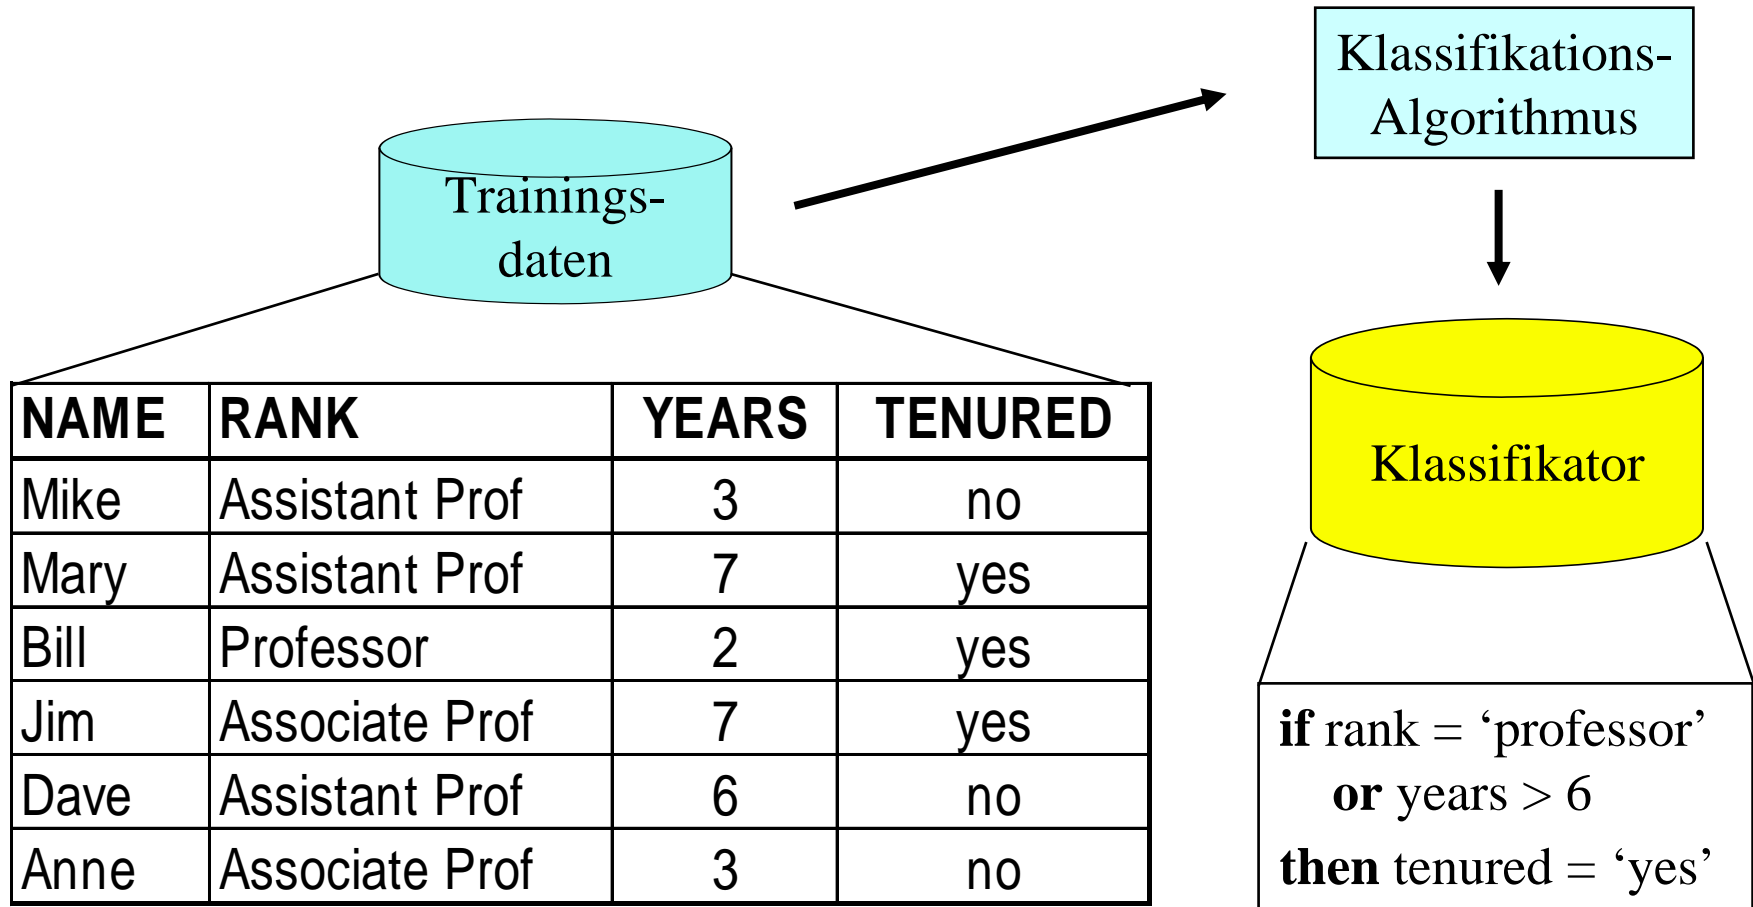 Klassifikations-
Algorithmus
Trainings-
daten
NAME RANK YEARS TENURED
Mike Assistant Prof 3 no
Mary Assistant Prof 7 yes
Bill Professor 2 yes
Jim Associate Prof 7 yes
Dave Assistant Prof 6 no
Anne Associate Prof 3 no
Klassifikator
if rank = ‘professor’
or years > 6
then tenured = ‘yes’